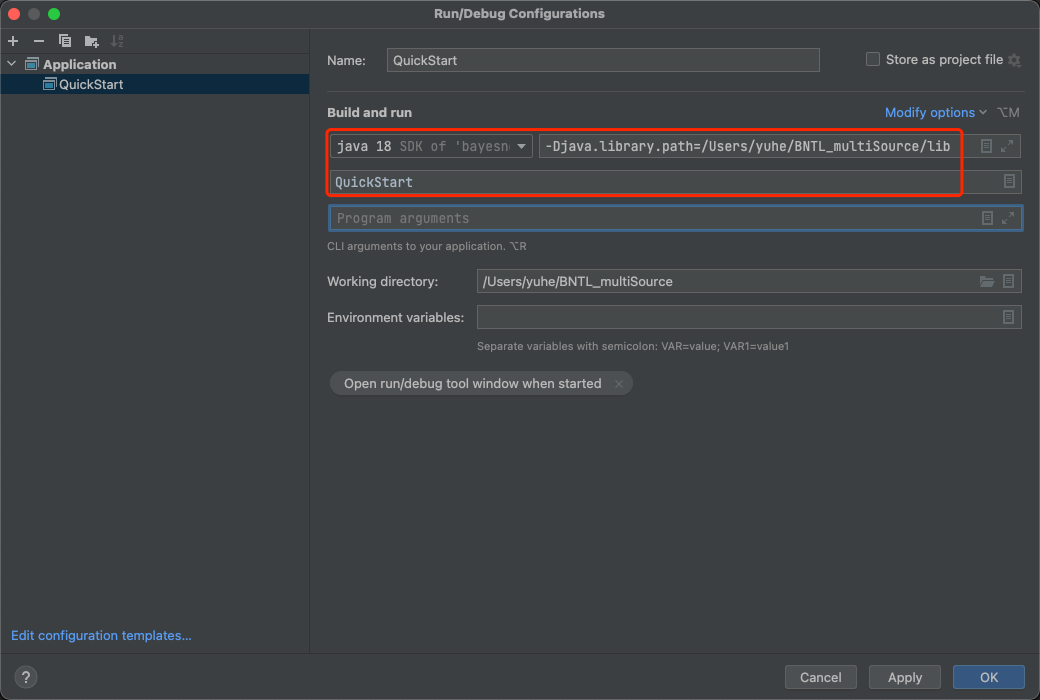 Run/Debug Configurations
Application
QuickStart
Name: QuickStart Store as project file
Build and run Modify options ⌥M
java 18 SDK of 'bayesn -Djava.library.path=/Users/yuhe/BNTL_multiSource/lib
QuickStart
Program arguments
CLI arguments to your application. ⌥R
Working directory: /Users/yuhe/BNTL_multiSource
Environment variables:
Separate variables with semicolon: VAR=value; VAR1=value1
Open run/debug tool window when started ×
Edit configuration templates...
? Cancel Apply OK